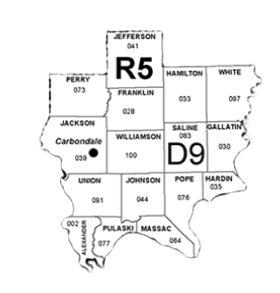 JEFFERSON
041
R5
PERRY
073
HAMILTON
033
WHITE
097
FRANKLIN
028
JACKSON
Carbondale
039
WILLIAMSON
100
SALINE
083
D9
GALLATIN
030
UNION
091
JOHNSON
044
POPE
076
HARDIN
035
002
ALEXANDER
PULASKI
077
MASSAC
064